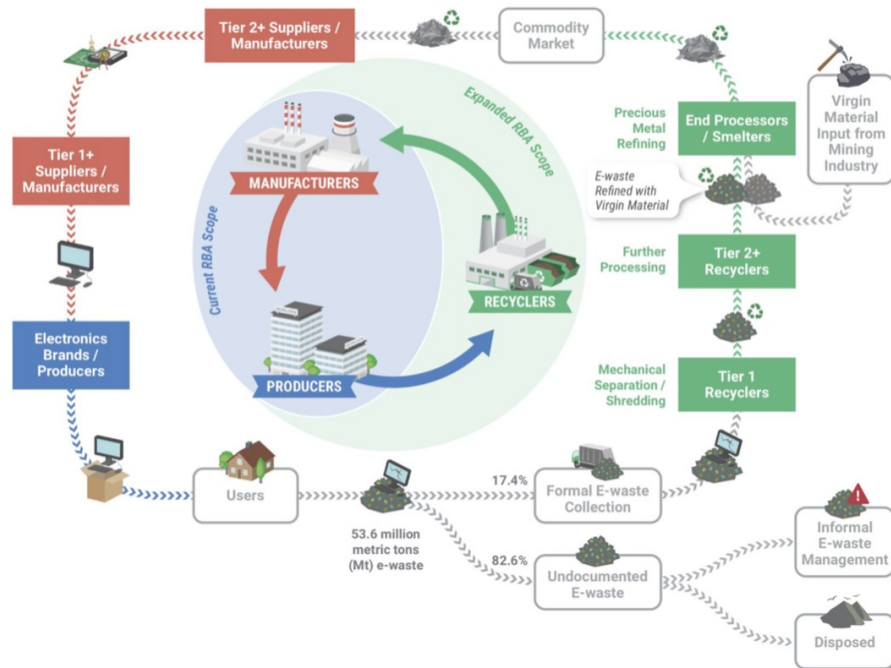 Tier 2+ Suppliers /
Manufacturers
Commodity
Market
Expanded RBA Scope
Precious
Metal
Refining
End Processors
/ Smelters
Virgin
Material
Input from
Mining
Industry
Tier 1+
Suppliers /
Manufacturers
MANUFACTURERS
E-waste
Refined with
Virgin Material
Current RBA Scope
Further
Processing
Tier 2+
Recyclers
RECYCLERS
Electronics
Brands /
Producers
PRODUCERS
Mechanical
Separation /
Shredding
Tier 1
Recyclers
Users
53.6 million
metric tons
(Mt) e-waste
17.4%
Formal E-waste
Collection
82.6%
Undocumented
E-waste
Informal
E-waste
Management
Disposed